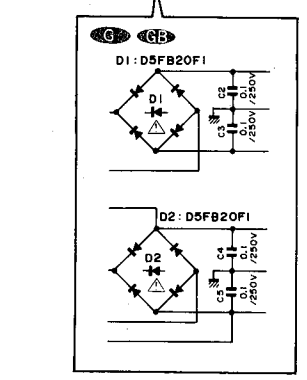 G GB
D1:D5FB20F1
D1
C2
0.1
/250V
C3
0.1
/250V
D2:D5FB20F1
D2
C4
0.1
/250V
C5
0.1
/250V